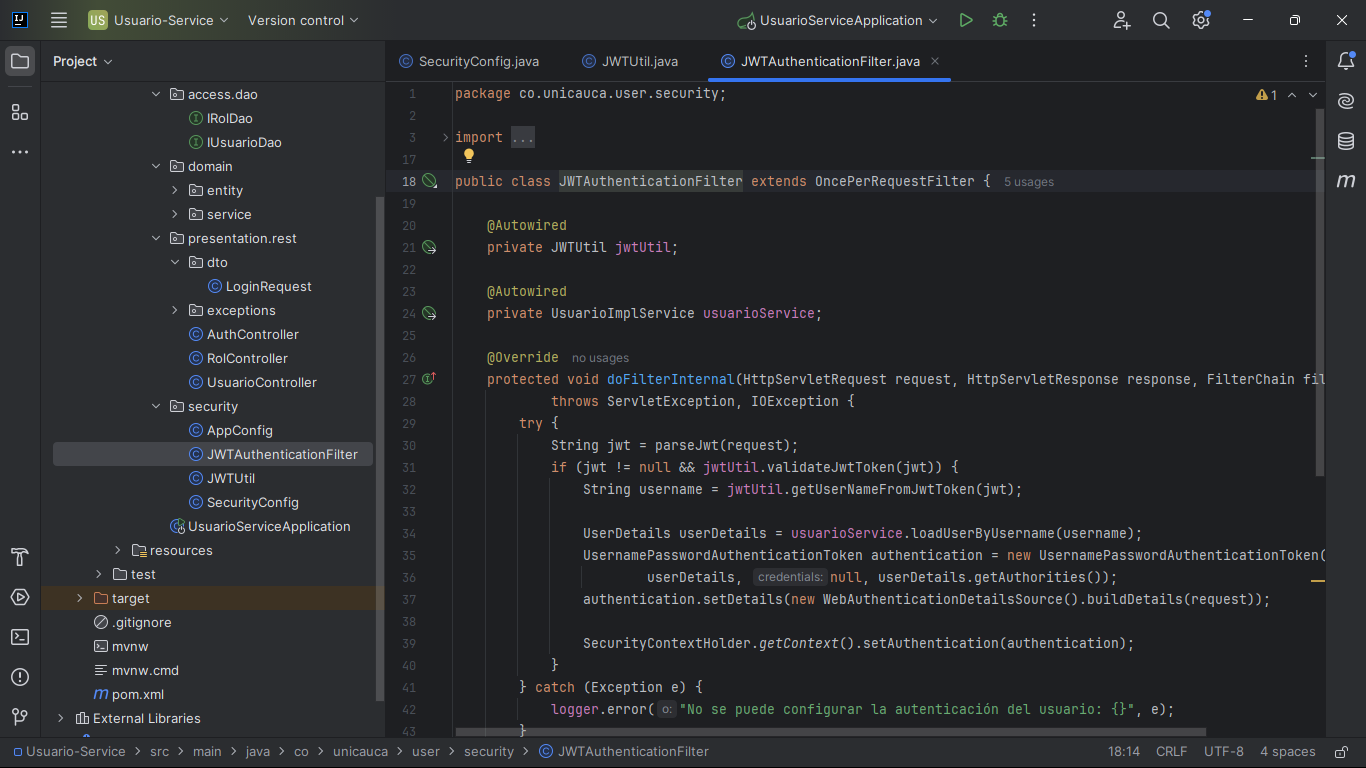 US Usuario-Service Version control UsuarioServiceApplication
Project
SecurityConfig.java JWTUtil.java JWTAuthenticationFilter.java
access.dao
IRolDao
IUsuarioDao
domain
entity
service
presentation.rest
dto
LoginRequest
exceptions
AuthController
RolController
UsuarioController
security
AppConfig
JWTAuthenticationFilter
JWTUtil
SecurityConfig
UsuarioServiceApplication
resources
test
target
.gitignore
mvnw
mvnw.cmd
pom.xml
External Libraries
1 package co.unicauca.user.security;
1
2
3 import ...
17
18 public class JWTAuthenticationFilter extends OncePerRequestFilter { 5 usages
19
20 @Autowired
21 private JWTUtil jwtUtil;
22
23 @Autowired
24 private UsuarioImplService usuarioService;
25
26 @Override no usages
27 protected void doFilterInternal(HttpServletRequest request, HttpServletResponse response, FilterChain fil
28 throws ServletException, IOException {
29 try {
30 String jwt = parseJwt(request);
31 if (jwt != null && jwtUtil.validateJwtToken(jwt)) {
32 String username = jwtUtil.getUserNameFromJwtToken(jwt);
33
34 UserDetails userDetails = usuarioService.loadUserByUsername(username);
35 UsernamePasswordAuthenticationToken authentication = new UsernamePasswordAuthenticationToken(
36 userDetails, credentials: null, userDetails.getAuthorities());
37 authentication.setDetails(new WebAuthenticationDetailsSource().buildDetails(request));
38
39 SecurityContextHolder.getContext().setAuthentication(authentication);
40 }
41 } catch (Exception e) {
42 logger.error( o: "No se puede configurar la autenticación del usuario: {}", e);
43 }
Usuario-Service > src > main > java > co > unicauca > user > security > JWTAuthenticationFilter
18:14 CRLF UTF-8 4 spaces